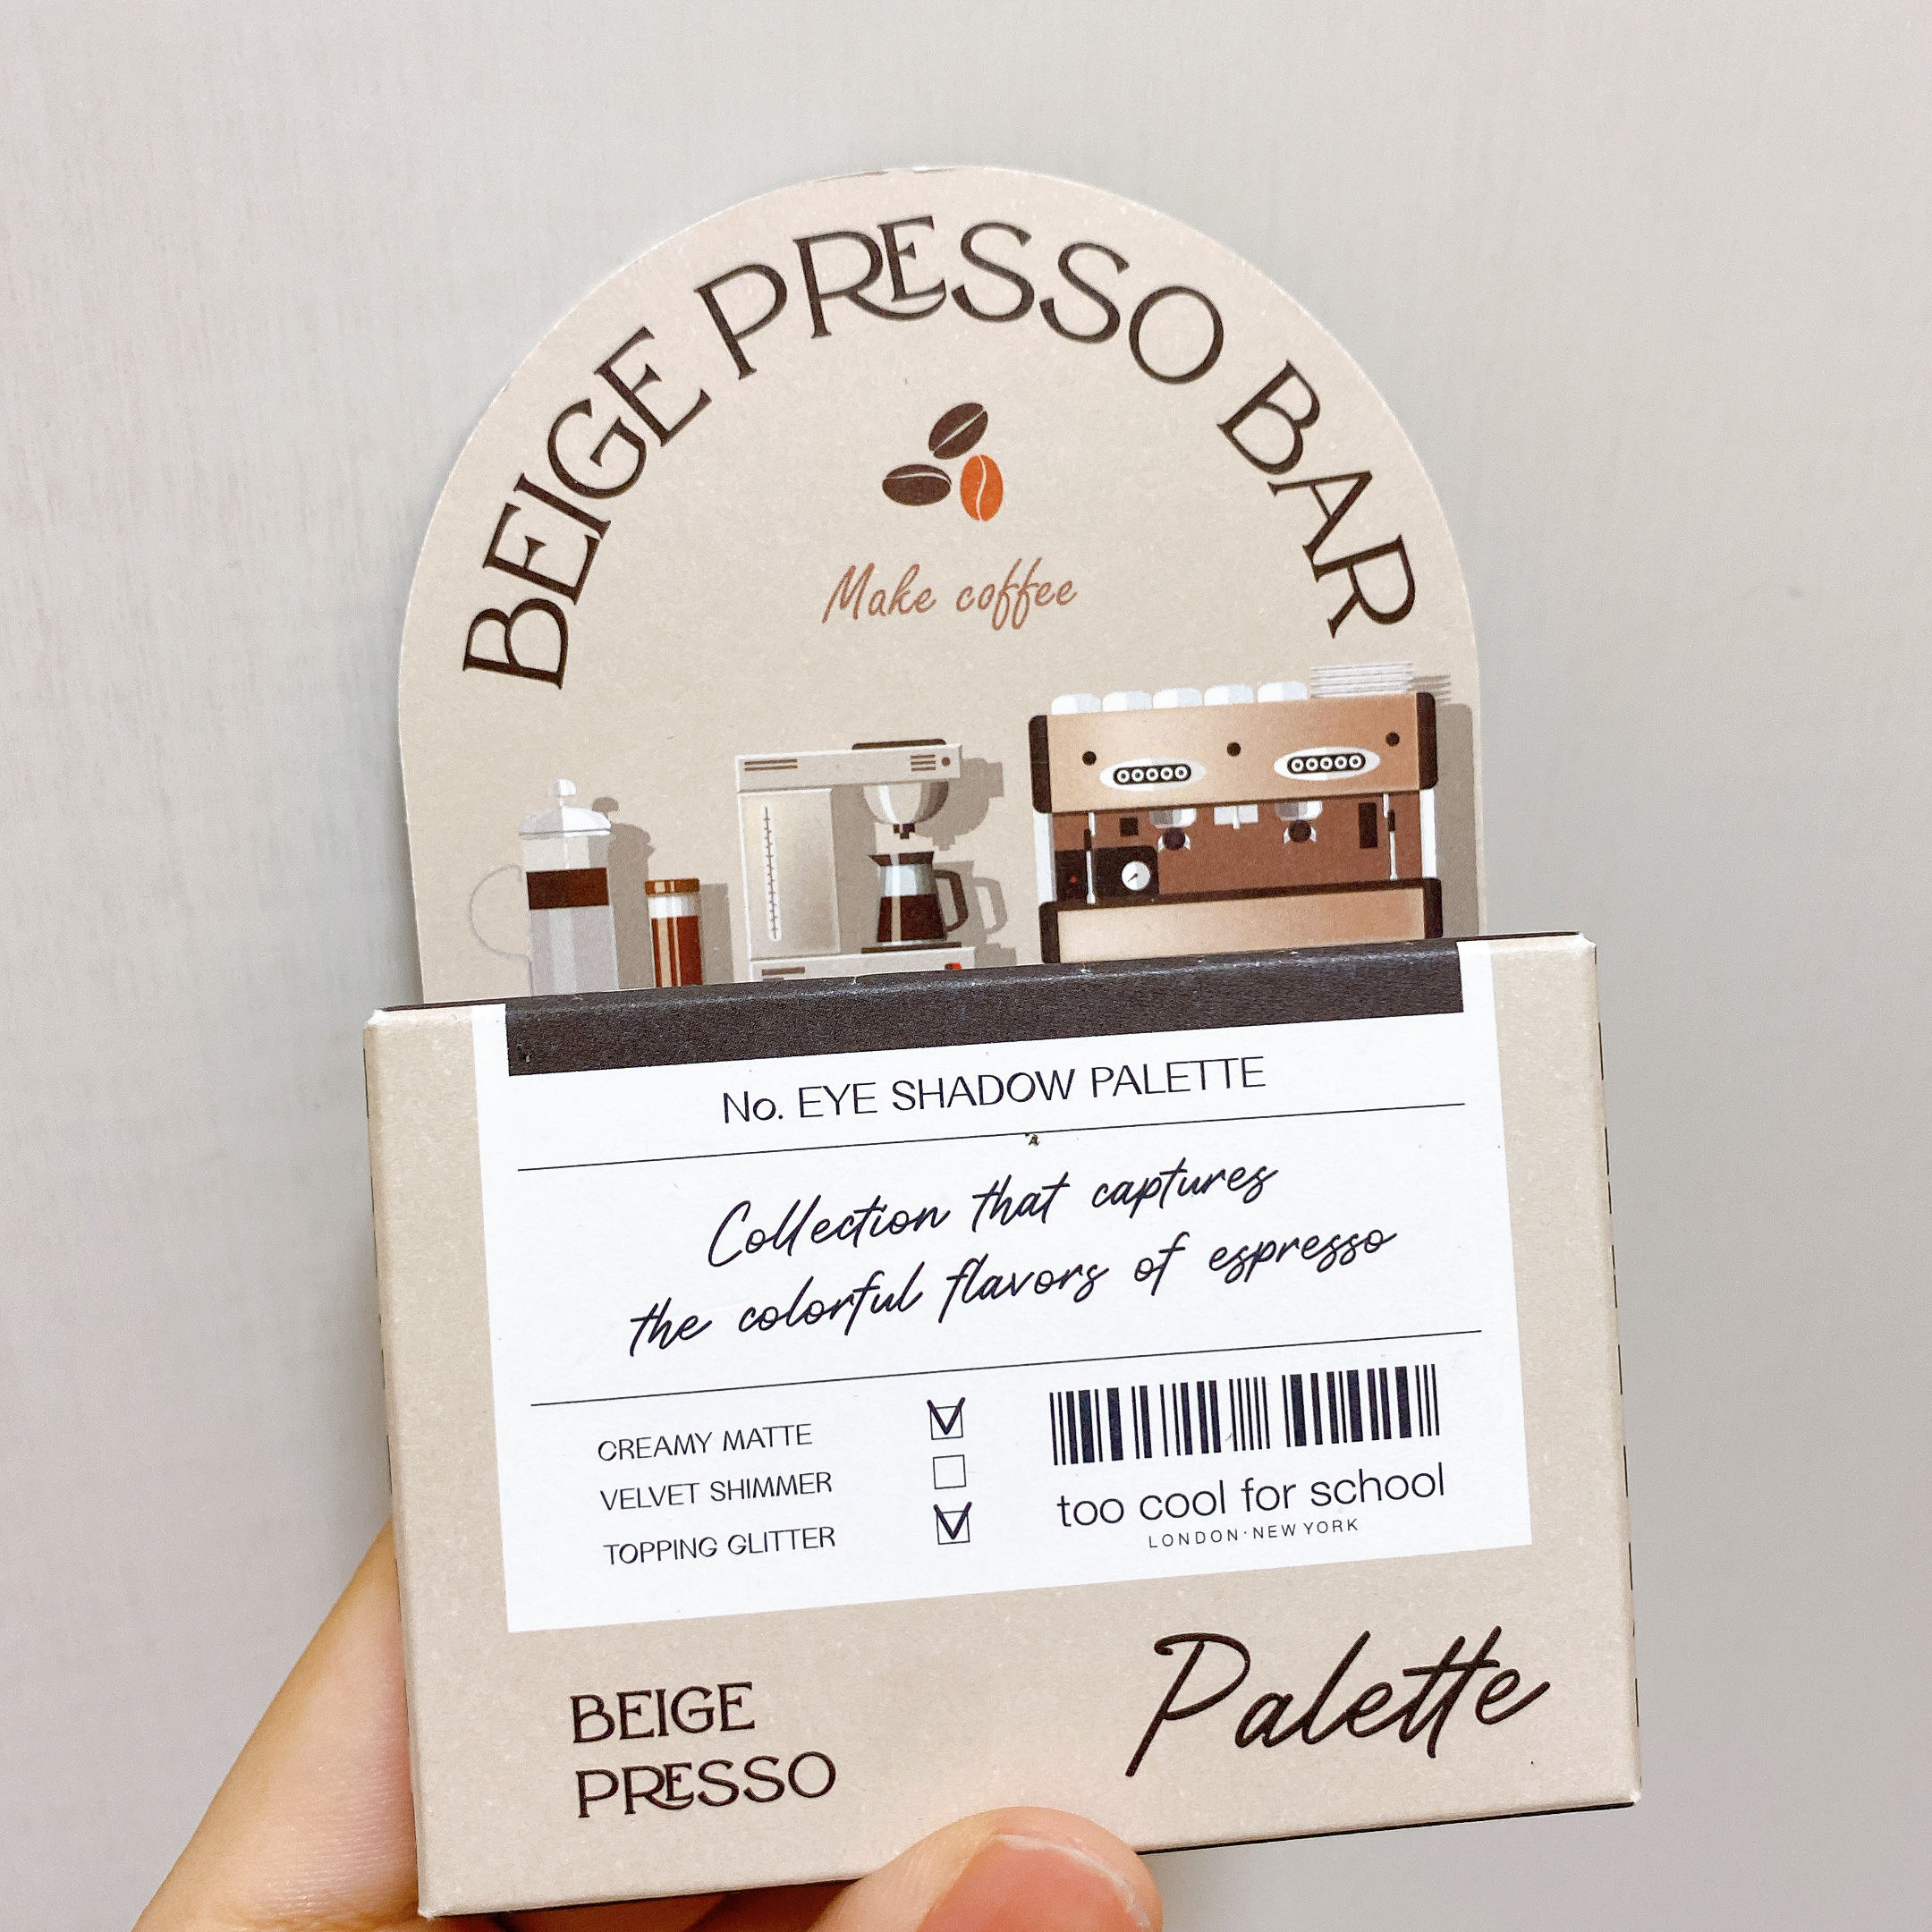 BEIGE PRESSO BAR
Make coffee
No. EYE SHADOW PALETTE
Collection that captures
the colorful flavors of espresso
CREAMY MATTE
VELVET SHIMMER
TOPPING GLITTER
too cool for school
LONDON·NEW YORK
BEIGE
PRESSO
Palette